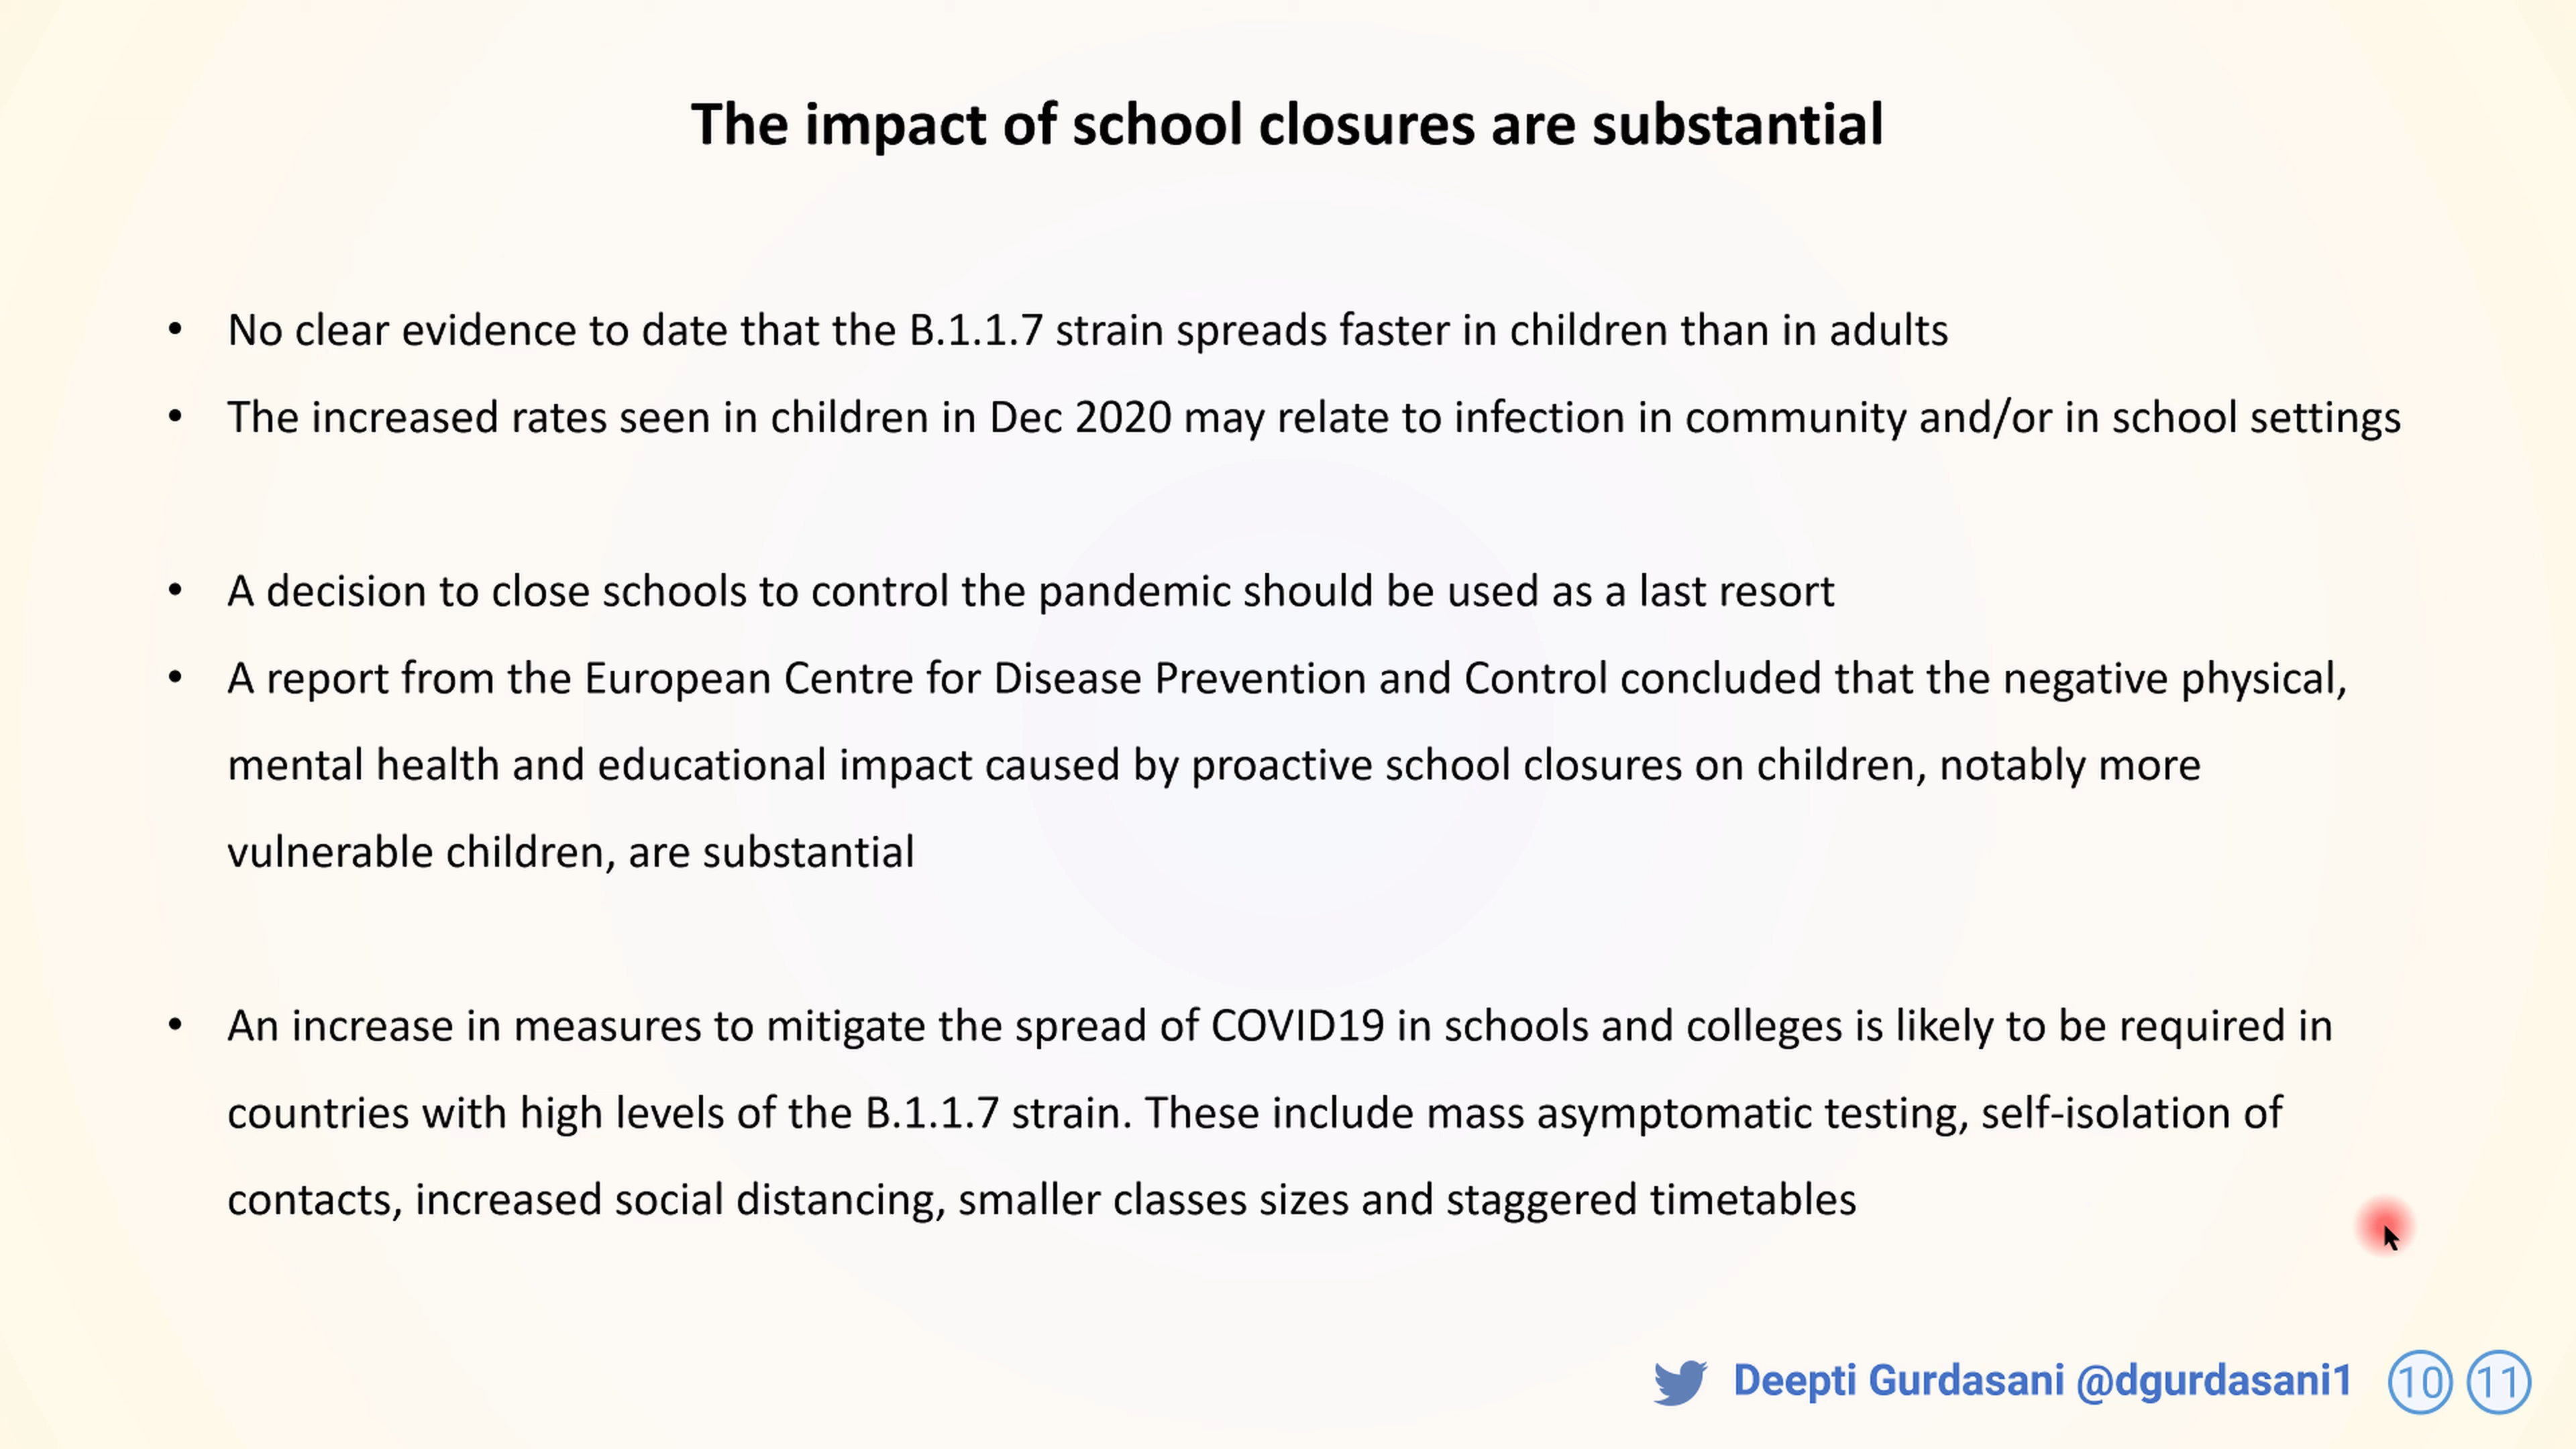 The impact of school closures are substantial
• No clear evidence to date that the B.1.1.7 strain spreads faster in children than in adults
• The increased rates seen in children in Dec 2020 may relate to infection in community and/or in school settings
• A decision to close schools to control the pandemic should be used as a last resort
• A report from the European Centre for Disease Prevention and Control concluded that the negative physical,
mental health and educational impact caused by proactive school closures on children, notably more
vulnerable children, are substantial
• An increase in measures to mitigate the spread of COVID19 in schools and colleges is likely to be required in
countries with high levels of the B.1.1.7 strain. These include mass asymptomatic testing, self-isolation of
contacts, increased social distancing, smaller classes sizes and staggered timetables
Deepti Gurdasani @dgurdasani1 10 11